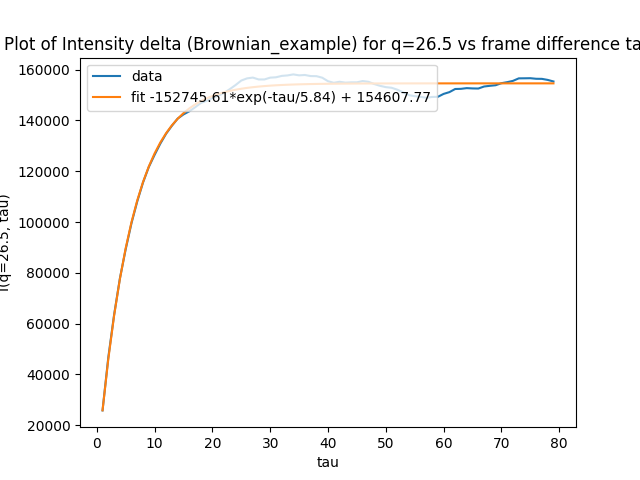 Plot of Intensity delta (Brownian_example) for q=26.5 vs frame difference ta
data
fit -152745.61*exp(-tau/5.84) + 154607.77
160000
140000
120000
100000
80000
60000
40000
20000
I(q=26.5, tau)
0 10 20 30 40 50 60 70 80
tau